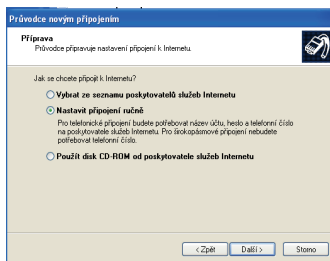 Průvodce novým připojením
Příprava
Průvodce připravuje nastavení připojení k Internetu.
Jak se chcete připojit k Internetu?
Vybrat ze seznamu poskytovatelů služeb Internetu
Nastavit připojení ručně
Pro telefonické připojení budete potřebovat název účtu, heslo a telefonní číslo
na poskytovatele služeb Internetu. Pro širokopásmové připojení nebudete
potřebovat telefonní číslo.
Použít disk CD-ROM od poskytovatele služeb Internetu
< Zpět
Další >
Storno